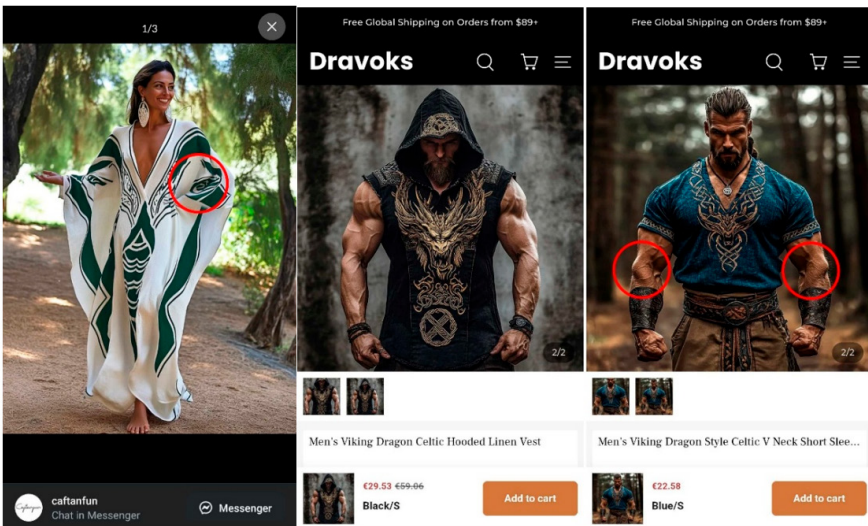 1/3
caftanfun
Chat in Messenger
Messenger
Free Global Shipping on Orders from $89+
Dravoks
2/2
Men's Viking Dragon Celtic Hooded Linen Vest
€29.53 €59.06
Black/S
Add to cart
Free Global Shipping on Orders from $89+
Dravoks
2/2
Men's Viking Dragon Style Celtic V Neck Short Slee...
€22.58
Blue/S
Add to cart